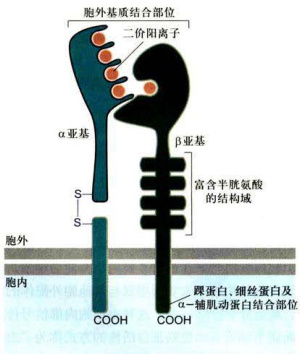 胞外基质结合部位
二价阳离子
α亚基
β亚基
富含半胱氨酸
的结构域
S
S
胞外
胞内
踝蛋白、细丝蛋白及
α-辅肌动蛋白结合部位
COOH
COOH